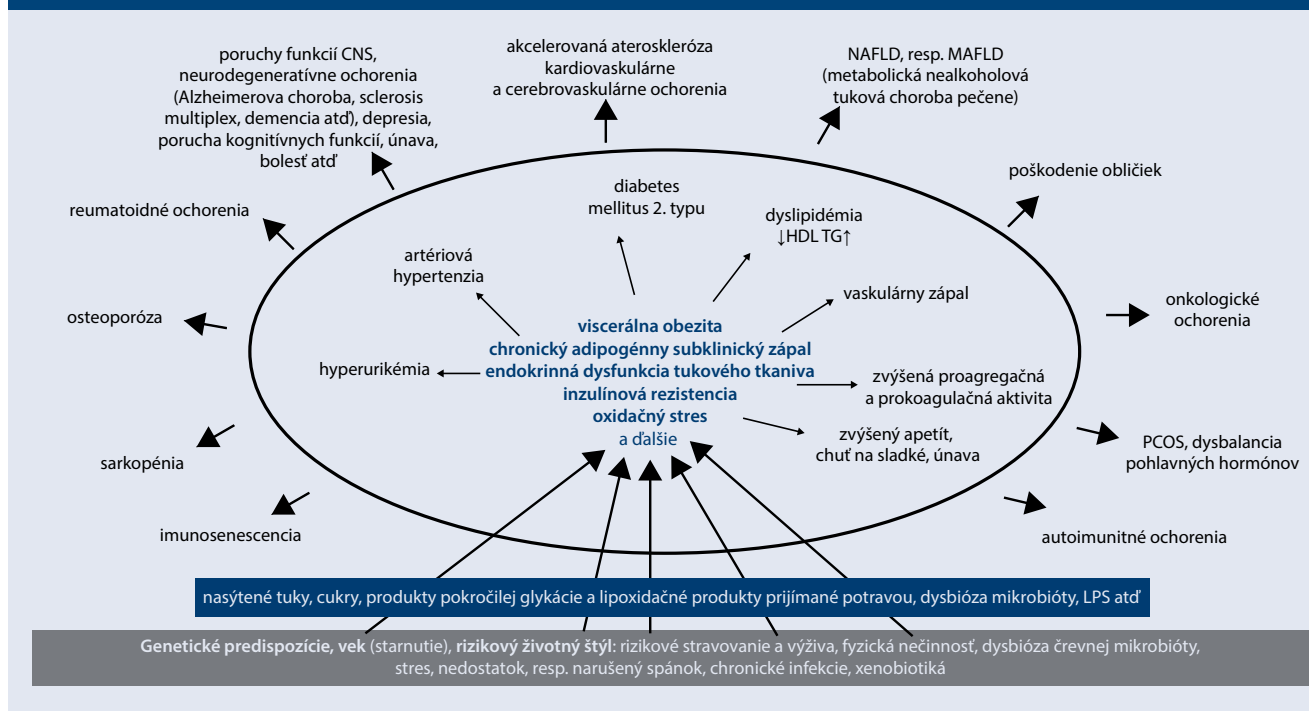 poruchy funkcií CNS,
neurodegeneratívne ochorenia
(Alzheimerova choroba, sclerosis
multiplex, demencia atď), depresia,
porucha kognitívnych funkcií, únava,
bolesť atď
akcelerovaná ateroskleróza
kardiovaskulárne
a cerebrovaskulárne ochorenia
NAFLD, resp. MAFLD
(metabolická nealkoholová
tuková choroba pečene)
poškodenie obličiek
reumatoidné ochorenia
diabetes
mellitus 2. typu
dyslipidémia
↓HDL TG↑
artériová
hypertenzia
vaskulárny zápal
onkologické
ochorenia
osteoporóza
viscerálna obezita
chronický adipogénny subklinický zápal
endokrinná dysfunkcia tukového tkaniva
inzulínová rezistencia
oxidačný stres
a ďalšie
hyperurikémia
zvýšená proagregačná
a prokoagulačná aktivita
zvýšený apetít,
chuť na sladké, únava
PCOS, dysbalancia
pohlavných hormónov
sarkopénia
imunosenescencia
autoimunitné ochorenia
nasýtené tuky, cukry, produkty pokročilej glykácie a lipoxidačné produkty prijímané potravou, dysbióza mikrobióty, LPS atď
Genetické predispozície, vek (starnutie), rizikový životný štýl: rizikové stravovanie a výživa, fyzická nečinnosť, dysbióza črevnej mikrobióty,
stres, nedostatok, resp. narušený spánok, chronické infekcie, xenobiotiká